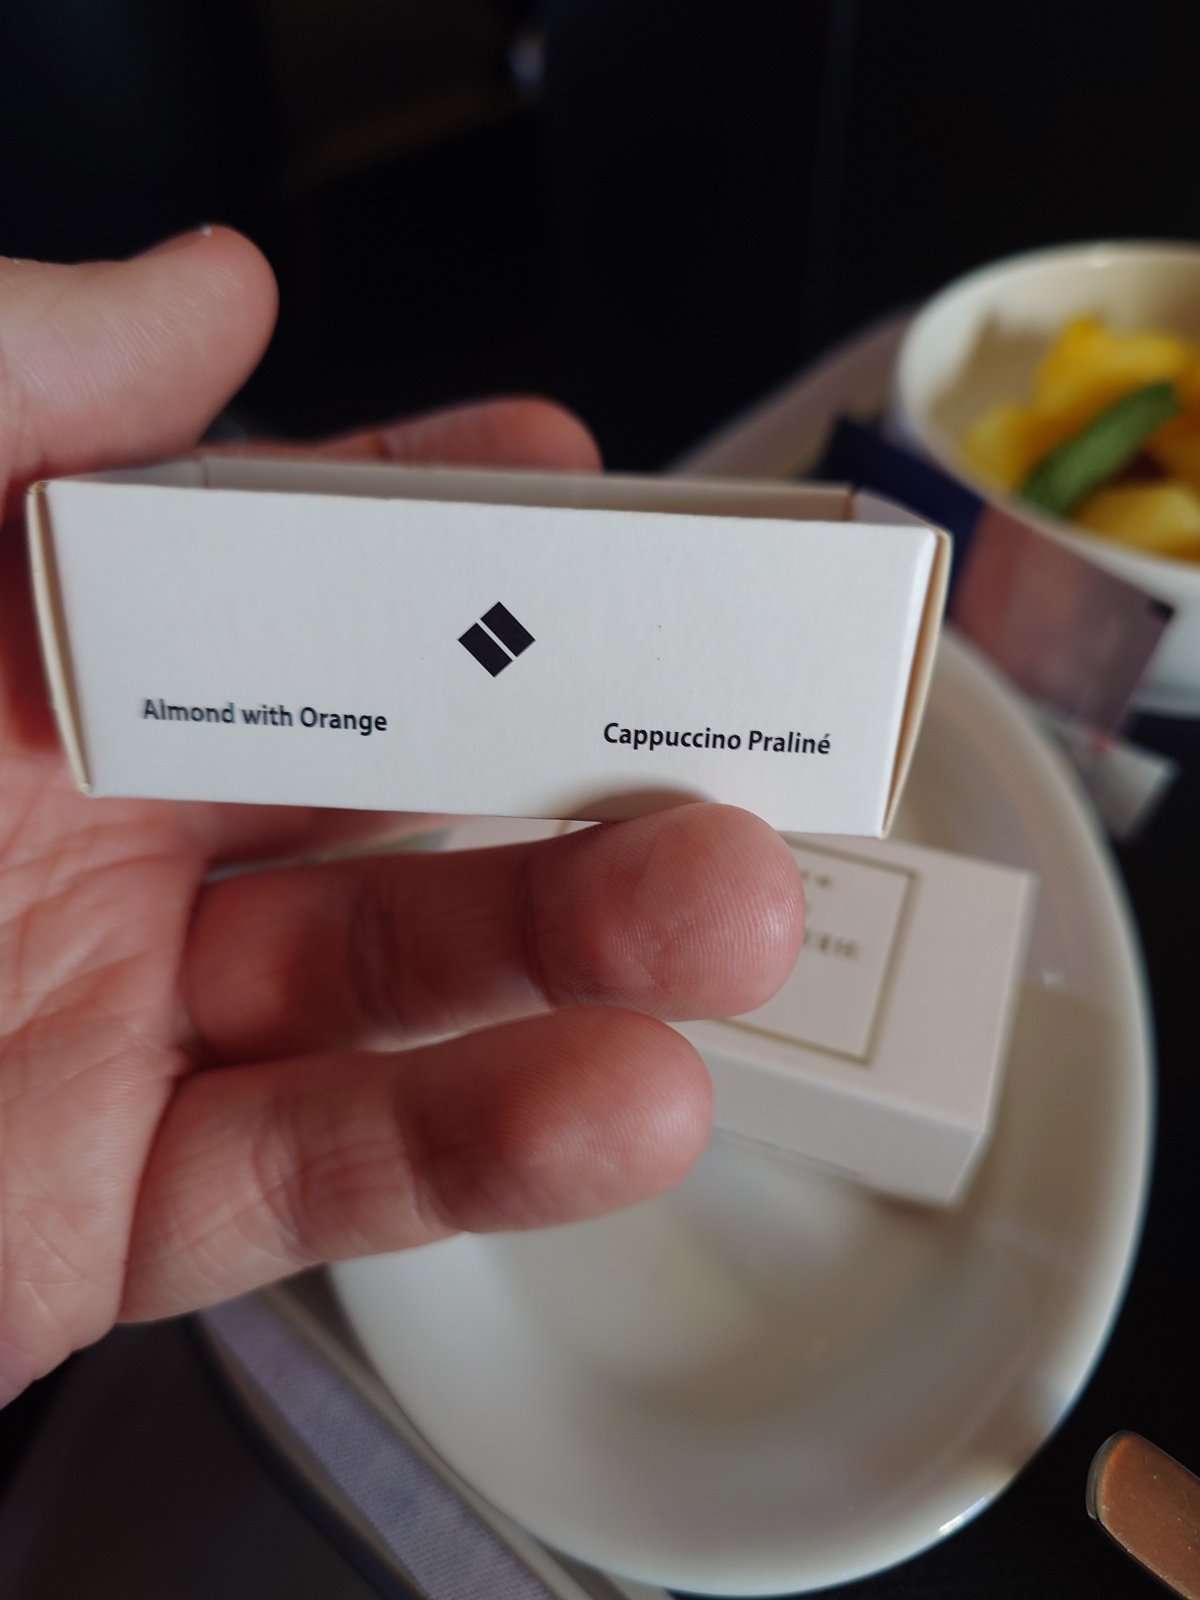 Almond with Orange
Cappuccino Praliné